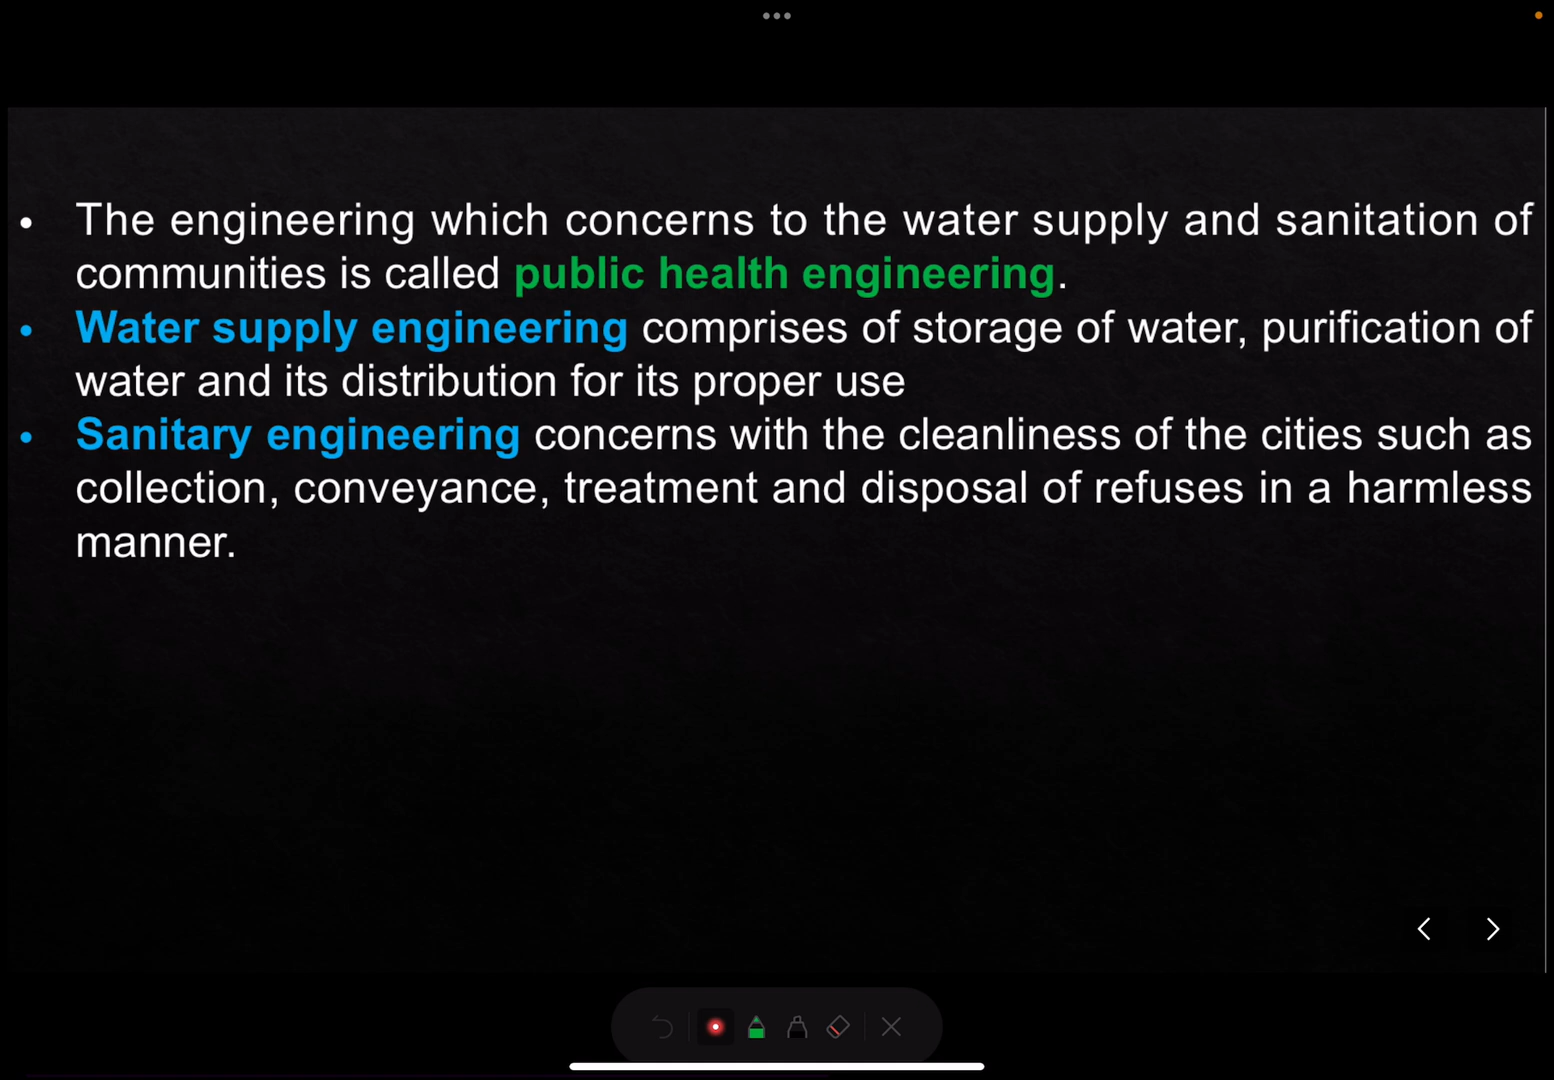 • The engineering which concerns to the water supply and sanitation of
communities is called public health engineering.
• Water supply engineering comprises of storage of water, purification of
water and its distribution for its proper use
• Sanitary engineering concerns with the cleanliness of the cities such as
collection, conveyance, treatment and disposal of refuses in a harmless
manner.